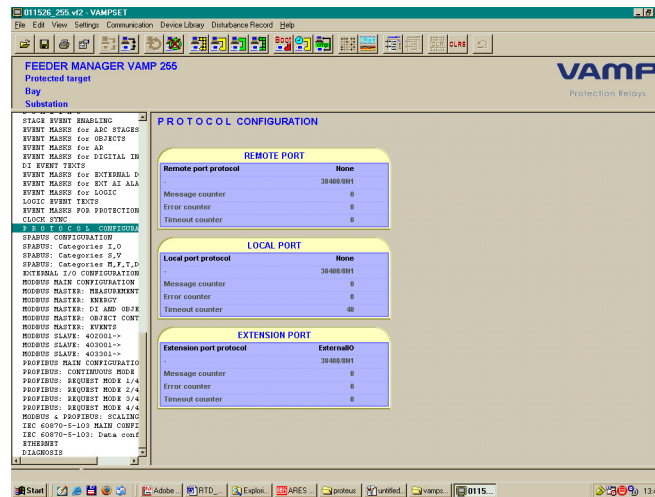 011526_255.vf2 - VAMPSET
File Edit View Settings Communication Device Library Disturbance Record Help
CLRE
FEEDER MANAGER VAMP 255
Protected target
Bay
Substation
VAMP
Protection Relays
STAGE EVENT ENABLING
EVENT MASKS for ARC STAGES
EVENT MASKS for OBJECTS
EVENT MASKS for AR
EVENT MASKS for DIGITAL IN
DI EVENT TEXTS
EVENT MASKS for EXTERNAL D
EVENT MASKS for EXT AI ALA
EVENT MASKS for LOGIC
LOGIC EVENT TEXTS
EVENT MASKS FOR PROTECTION
CLOCK SYNC
P R O T O C O L CONFIGURA
SPABUS CONFIGURATION
SPABUS: Categories I,O
SPABUS: Categories S,V
SPABUS: Categories M,F,T,D
EXTERNAL I/O CONFIGURATION
MODBUS MAIN CONFIGURATION
MODBUS MASTER: MEASUREMENT
MODBUS MASTER: ENERGY
MODBUS MASTER: DI AND OBJE
MODBUS MASTER: OBJECT CONT
MODBUS MASTER: EVENTS
MODBUS SLAVE: 402001->
MODBUS SLAVE: 403001->
MODBUS SLAVE: 403301->
PROFIBUS MAIN CONFIGURATIO
PROFIBUS: CONTINUOUS MODE
PROFIBUS: REQUEST MODE 1/4
PROFIBUS: REQUEST MODE 2/4
PROFIBUS: REQUEST MODE 3/4
PROFIBUS: REQUEST MODE 4/4
MODBUS & PROFIBUS: SCALING
IEC 60870-5-103 MAIN CONFI
IEC 60870-5-103: Data conf
ETHERNET
DIAGNOSIS
P R O T O C O L CONFIGURATION
REMOTE PORT
Remote port protocol None
- 38400/8N1
Message counter 0
Error counter 0
Timeout counter 0
LOCAL PORT
Local port protocol None
- 38400/8N1
Message counter 0
Error counter 0
Timeout counter 40
EXTENSION PORT
Extension port protocol ExternalIO
- 38400/8N1
Message counter 0
Error counter 0
Timeout counter 0
Start Adobe... RTD_... Explori... ARES ... proteus untitled... vamps... 0115...